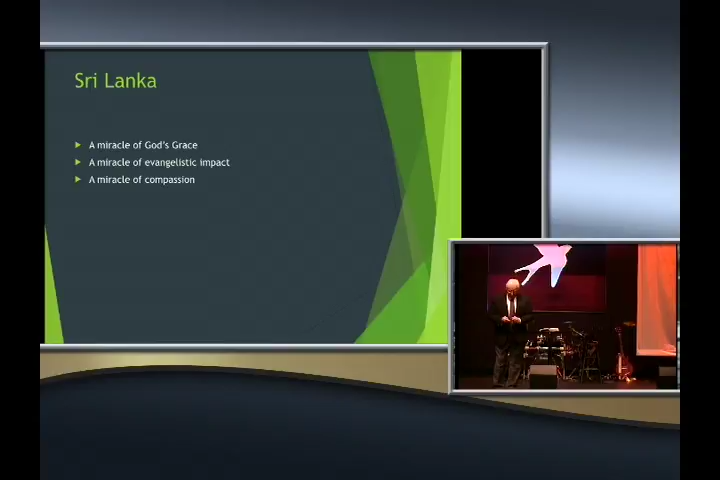 Sri Lanka
A miracle of God's Grace
A miracle of evangelistic impact
A miracle of compassion